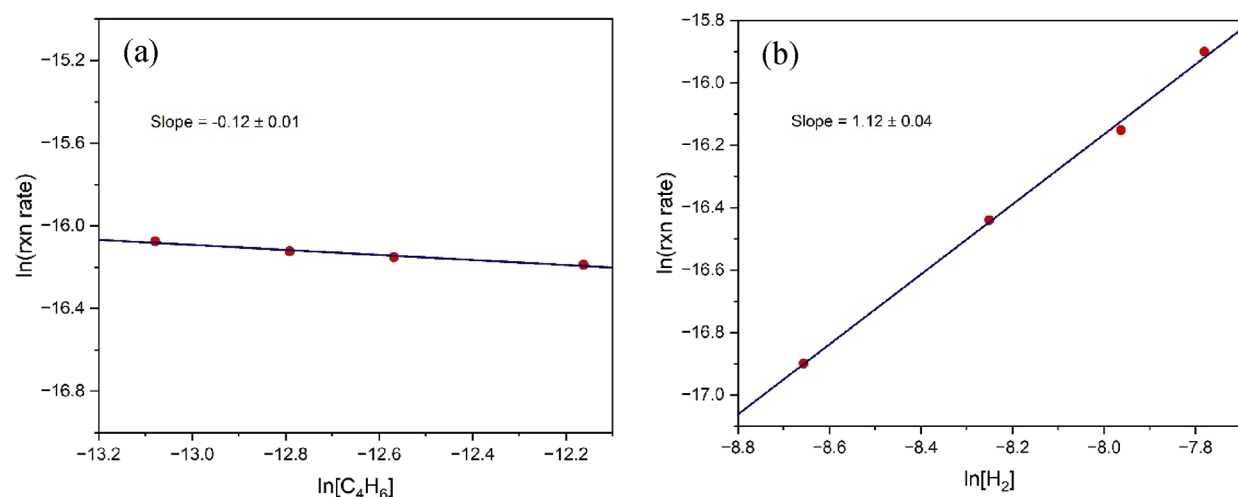 (a)
Slope = -0.12 ± 0.01
ln(rxn rate)
−15.2
−15.6
−16.0
−16.4
−16.8
−13.2 −13.0 −12.8 −12.6 −12.4 −12.2
ln[C₄H₆]
(b)
Slope = 1.12 ± 0.04
ln(rxn rate)
−15.8
−16.0
−16.2
−16.4
−16.6
−16.8
−17.0
−8.8 −8.6 −8.4 −8.2 −8.0 −7.8
ln[H₂]